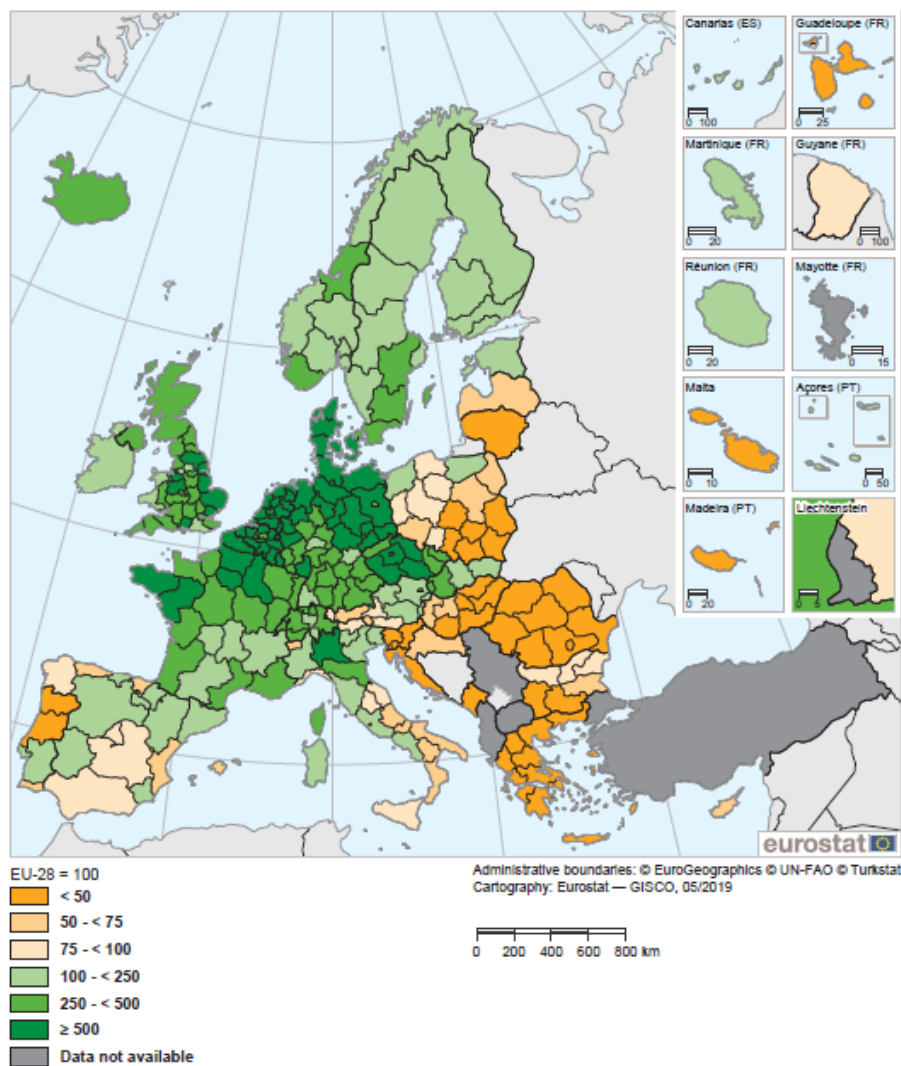 Canarias (ES)
0 100
Guadeloupe (FR)
0 25
Martinique (FR)
0 20
Guyane (FR)
0 100
Réunion (FR)
0 20
Mayotte (FR)
0 15
Malta
0 10
Açores (PT)
0 50
Madeira (PT)
0 20
Liechtenstein
0 5
eurostat
EU-28 = 100
< 50
50 - < 75
75 - < 100
100 - < 250
250 - < 500
≥ 500
Data not available
Administrative boundaries: © EuroGeographics © UN-FAO © Turkstat
Cartography: Eurostat — GISCO, 05/2019
0 200 400 600 800 km